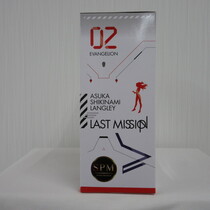 02
EVANGELION
ASUKA
SHIKINAMI
LANGLEY
LAST MISSION
SPM